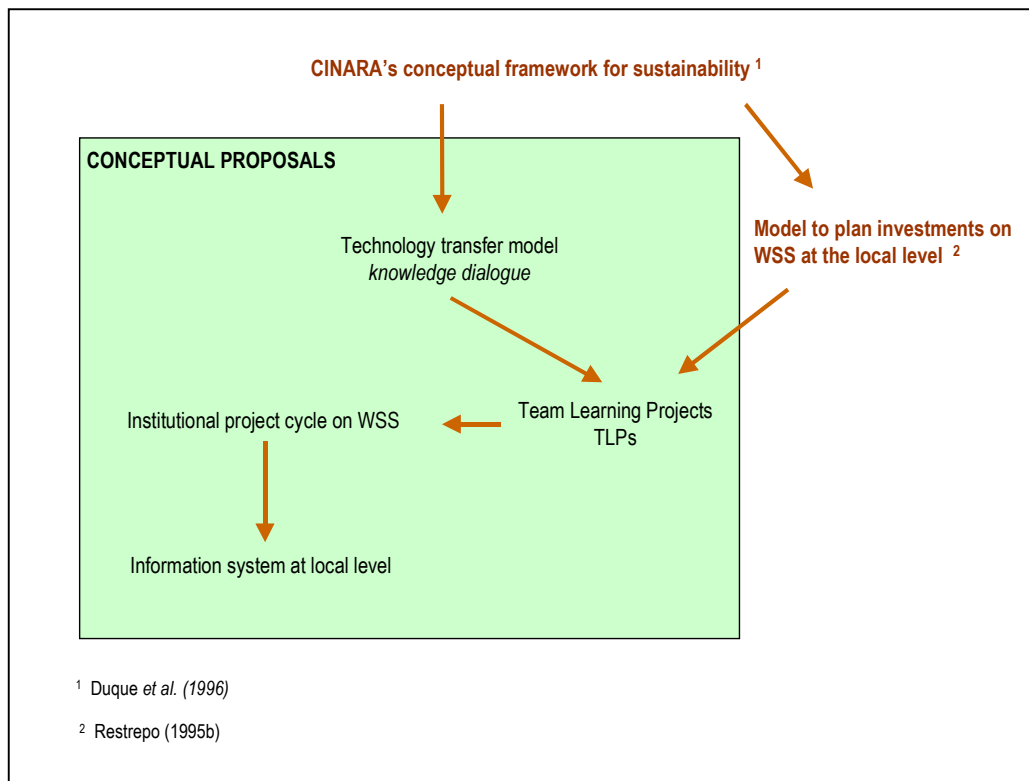 CINARA's conceptual framework for sustainability 1
CONCEPTUAL PROPOSALS
Technology transfer model
knowledge dialogue
Model to plan investments on
WSS at the local level 2
Team Learning Projects
TLPs
Institutional project cycle on WSS
Information system at local level
1 Duque et al. (1996)
2 Restrepo (1995b)